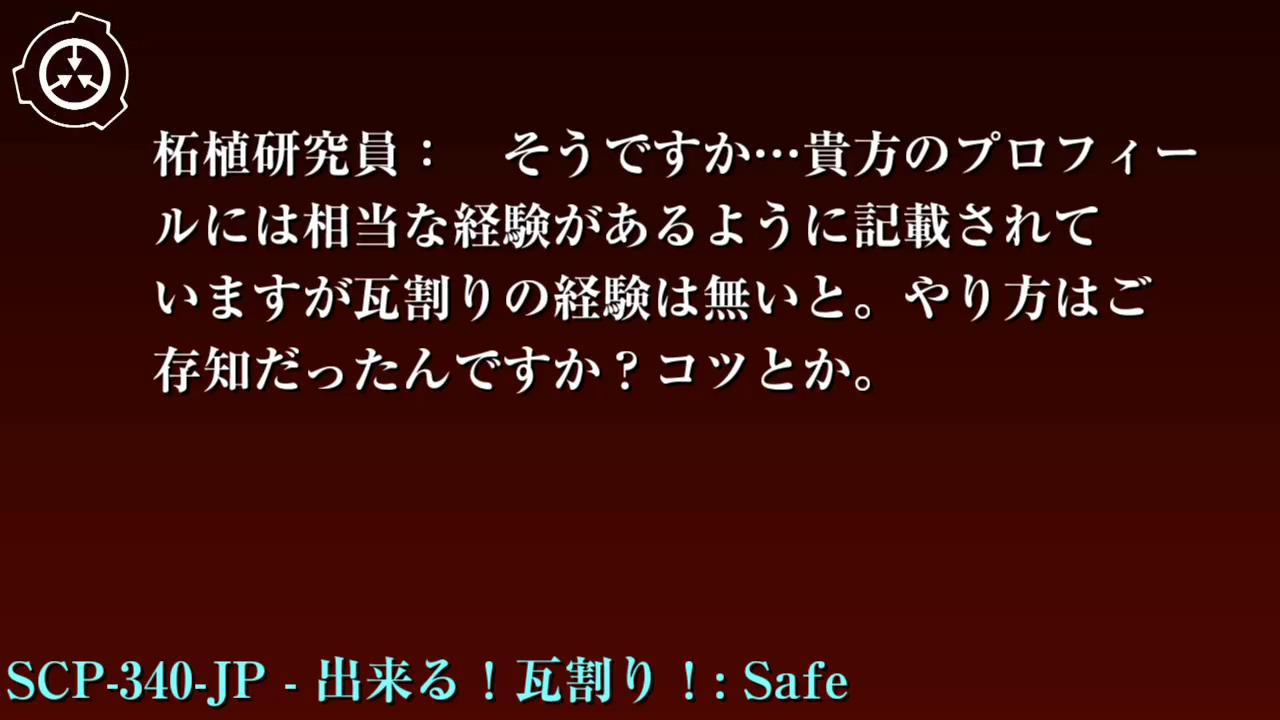 柘植研究員：　そうですか…貴方のプロフィー
ルには相当な経験があるように記載されて
いますが瓦割りの経験は無いと。やり方はご
存知だったんですか？コツとか。
SCP-340-JP - 出来る！瓦割り！: Safe